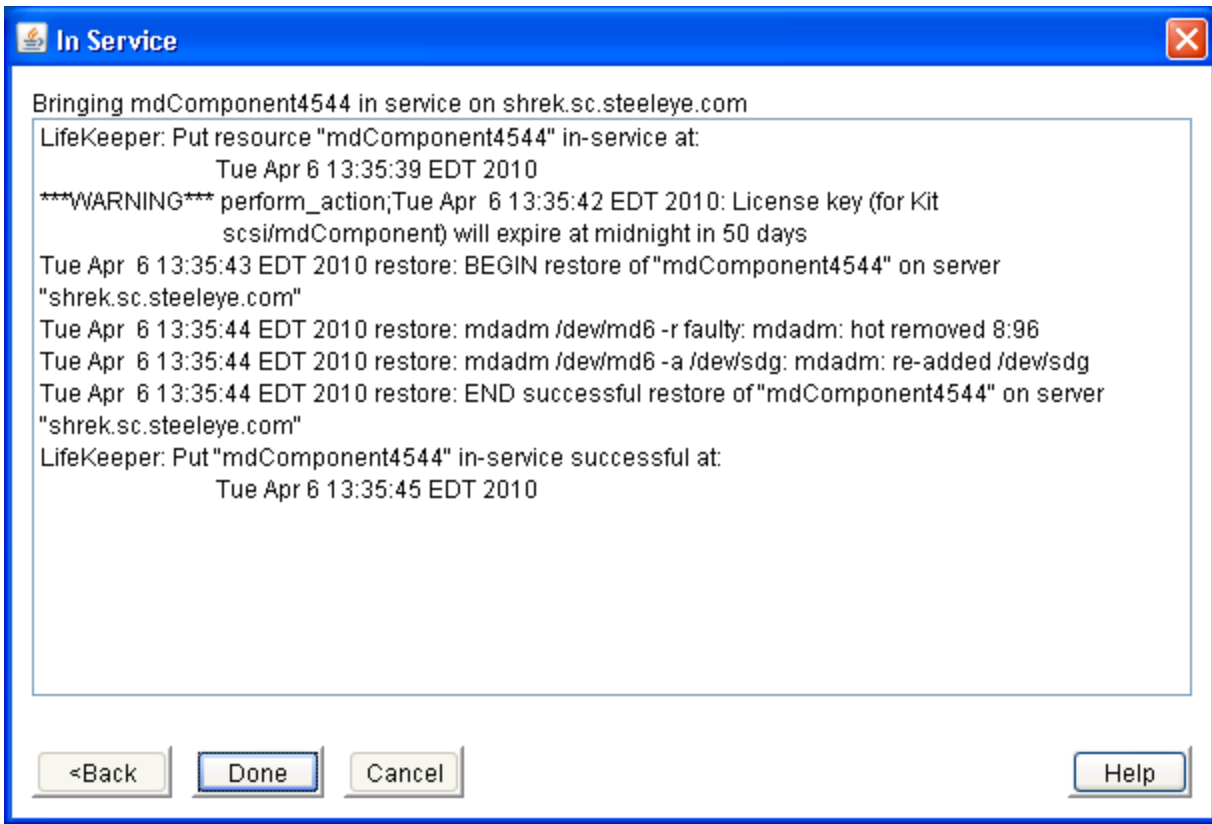 In Service
Bringing mdComponent4544 in service on shrek.sc.steeleye.com
LifeKeeper: Put resource "mdComponent4544" in-service at:
Tue Apr 6 13:35:39 EDT 2010
***WARNING*** perform_action;Tue Apr  6 13:35:42 EDT 2010: License key (for Kit
scsi/mdComponent) will expire at midnight in 50 days
Tue Apr  6 13:35:43 EDT 2010 restore: BEGIN restore of "mdComponent4544" on server
"shrek.sc.steeleye.com"
Tue Apr  6 13:35:44 EDT 2010 restore: mdadm /dev/md6 -r faulty: mdadm: hot removed 8:96
Tue Apr  6 13:35:44 EDT 2010 restore: mdadm /dev/md6 -a /dev/sdg: mdadm: re-added /dev/sdg
Tue Apr  6 13:35:44 EDT 2010 restore: END successful restore of "mdComponent4544" on server
"shrek.sc.steeleye.com"
LifeKeeper: Put "mdComponent4544" in-service successful at:
Tue Apr 6 13:35:45 EDT 2010
<Back Done Cancel Help